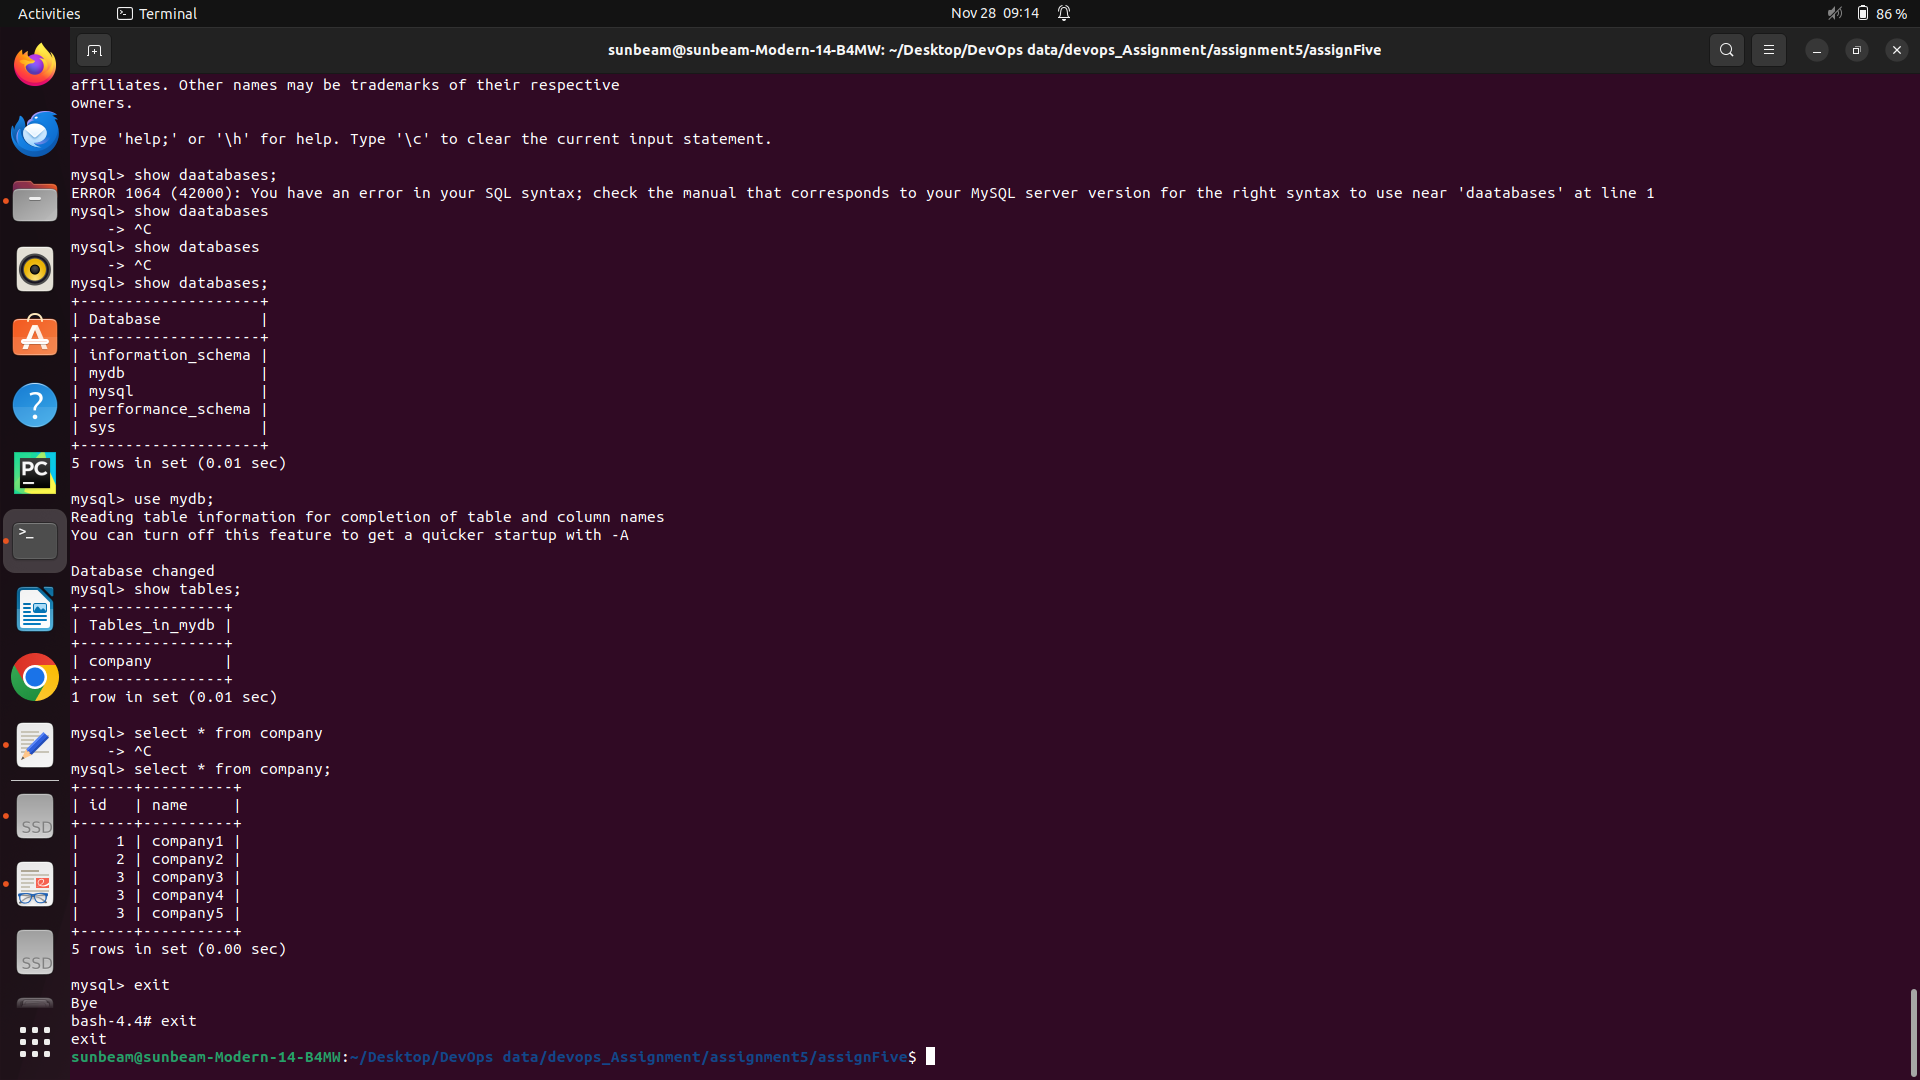 Activities
Terminal
Nov 28 09:14
86 %
sunbeam@sunbeam-Modern-14-B4MW: ~/Desktop/DevOps data/devops_Assignment/assignment5/assignFive
affiliates. Other names may be trademarks of their respective
owners.
Type 'help;' or '\h' for help. Type '\c' to clear the current input statement.
mysql> show daatabases;
ERROR 1064 (42000): You have an error in your SQL syntax; check the manual that corresponds to your MySQL server version for the right syntax to use near 'daatabases' at line 1
mysql> show daatabases
    -> ^C
mysql> show databases
    -> ^C
mysql> show databases;
+--------------------+
| Database           |
+--------------------+
| information_schema |
| mydb               |
| mysql              |
| performance_schema |
| sys                |
+--------------------+
5 rows in set (0.01 sec)
mysql> use mydb;
Reading table information for completion of table and column names
You can turn off this feature to get a quicker startup with -A
Database changed
mysql> show tables;
+----------------+
| Tables_in_mydb |
+----------------+
| company        |
+----------------+
1 row in set (0.01 sec)
mysql> select * from company
    -> ^C
mysql> select * from company;
+------+----------+
| id   | name     |
+------+----------+
|    1 | company1 |
|    2 | company2 |
|    3 | company3 |
|    3 | company4 |
|    3 | company5 |
+------+----------+
5 rows in set (0.00 sec)
mysql> exit
Bye
bash-4.4# exit
exit
sunbeam@sunbeam-Modern-14-B4MW:~/Desktop/DevOps data/devops_Assignment/assignment5/assignFive$
?
PC
>_
SSD
SSD